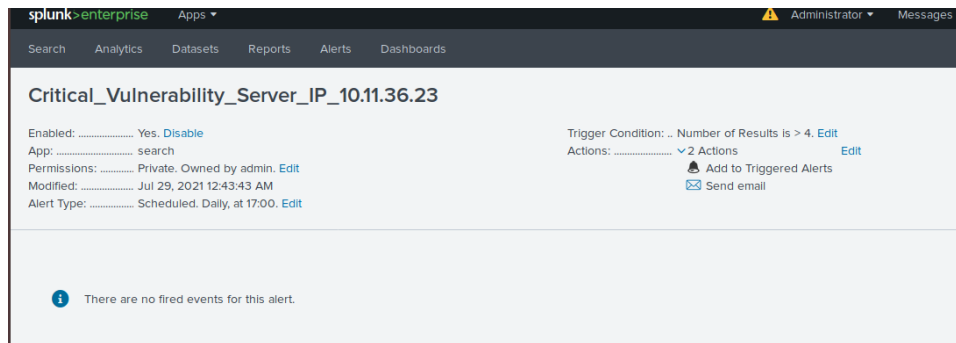 splunk>enterprise Apps Administrator Messages
Search Analytics Datasets Reports Alerts Dashboards
Critical_Vulnerability_Server_IP_10.11.36.23
Enabled: .................... Yes. Disable
App: ............................ search
Permissions: ............ Private. Owned by admin. Edit
Modified: .................... Jul 29, 2021 12:43:43 AM
Alert Type: ................ Scheduled. Daily, at 17:00. Edit
Trigger Condition: .. Number of Results is > 4. Edit
Actions: ..................... 2 Actions Edit
Add to Triggered Alerts
Send email
There are no fired events for this alert.